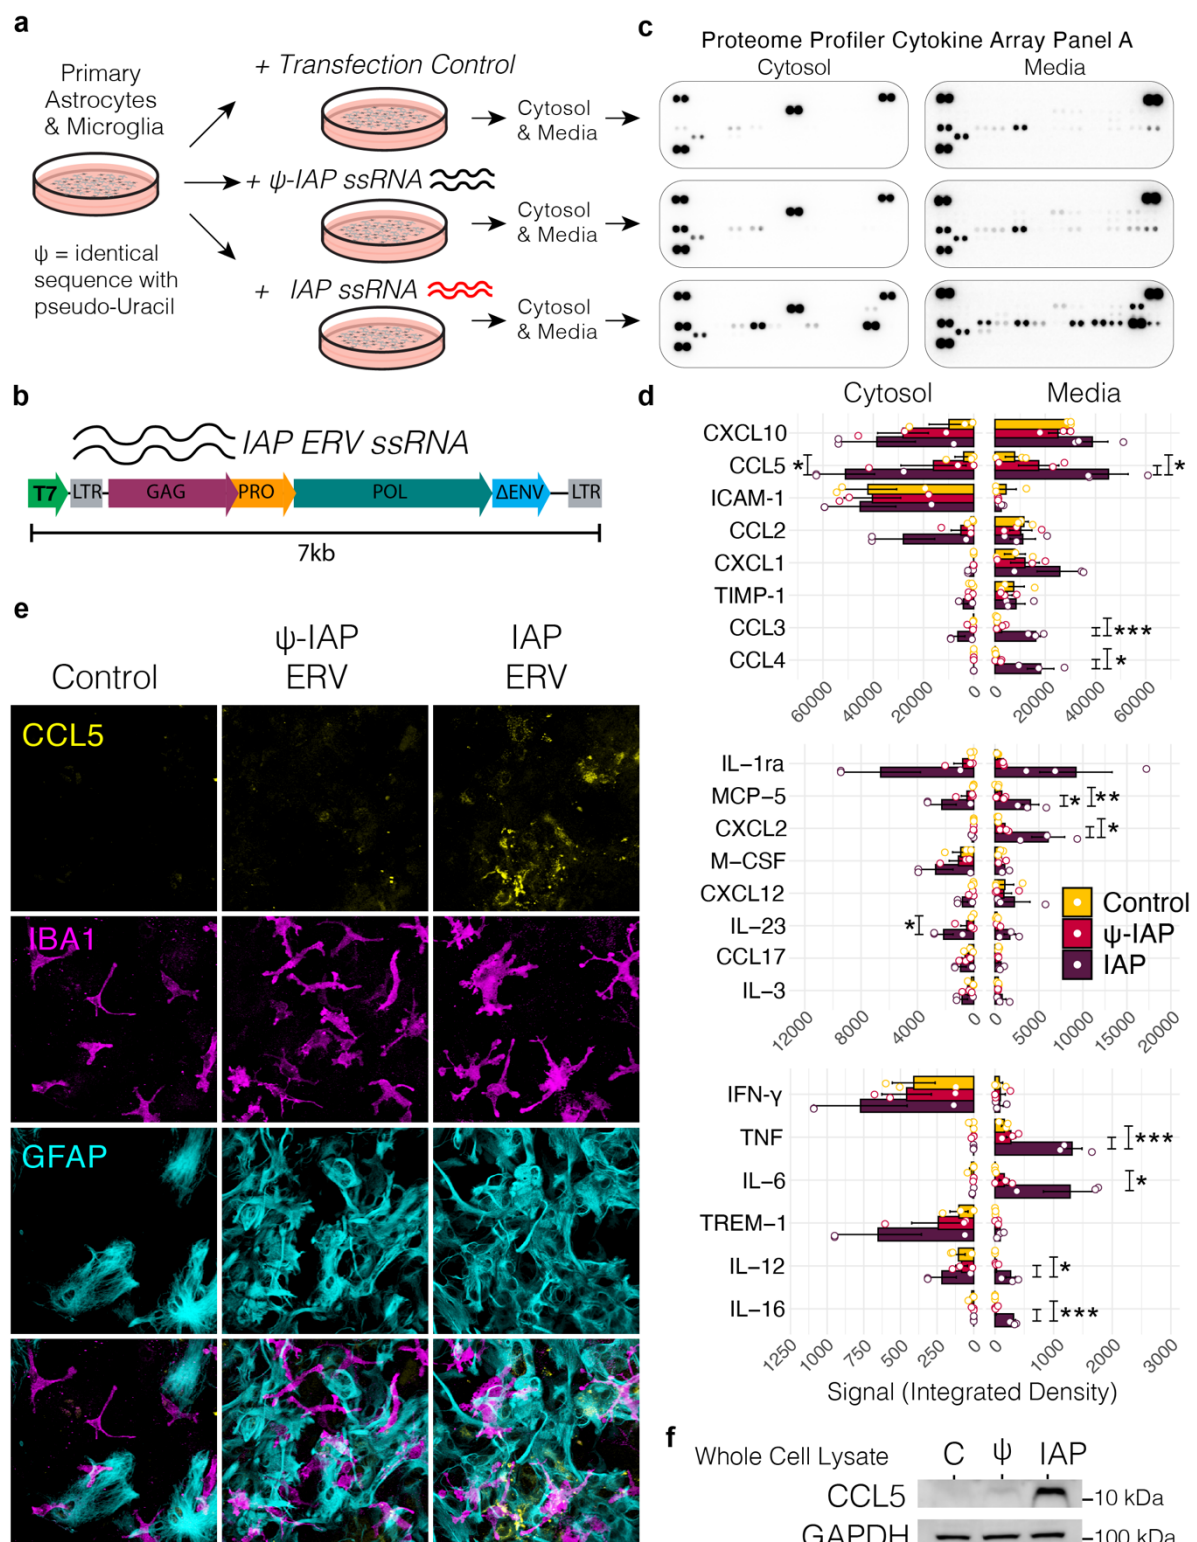 a
Primary
Astrocytes
& Microglia
ψ = identical
sequence with
pseudo-Uracil
+ Transfection Control
Cytosol
& Media
+ ψ-IAP ssRNA
Cytosol
& Media
+ IAP ssRNA
Cytosol
& Media
c
Proteome Profiler Cytokine Array Panel A
Cytosol Media
b
IAP ERV ssRNA
T7 LTR GAG PRO POL ΔENV LTR
7kb
d
Cytosol Media
CXCL10
* CCL5 *
ICAM-1
CCL2
CXCL1
TIMP-1
CCL3 ***
CCL4 *
60000 40000 20000 0 0 20000 40000 60000
IL-1ra
MCP-5 * **
CXCL2 *
M-CSF
CXCL12
IL-23 *
CCL17
IL-3
Control
ψ-IAP
IAP
12000 8000 4000 0 0 5000 10000 15000 20000
IFN-γ
TNF ***
IL-6 *
TREM-1
IL-12 *
IL-16 ***
1250 1000 750 500 250 0 0 1000 2000 3000
Signal (Integrated Density)
e
Control ψ-IAP ERV IAP ERV
CCL5
IBA1
GFAP
f
Whole Cell Lysate C ψ IAP
CCL5 -10 kDa
GAPDH -100 kDa